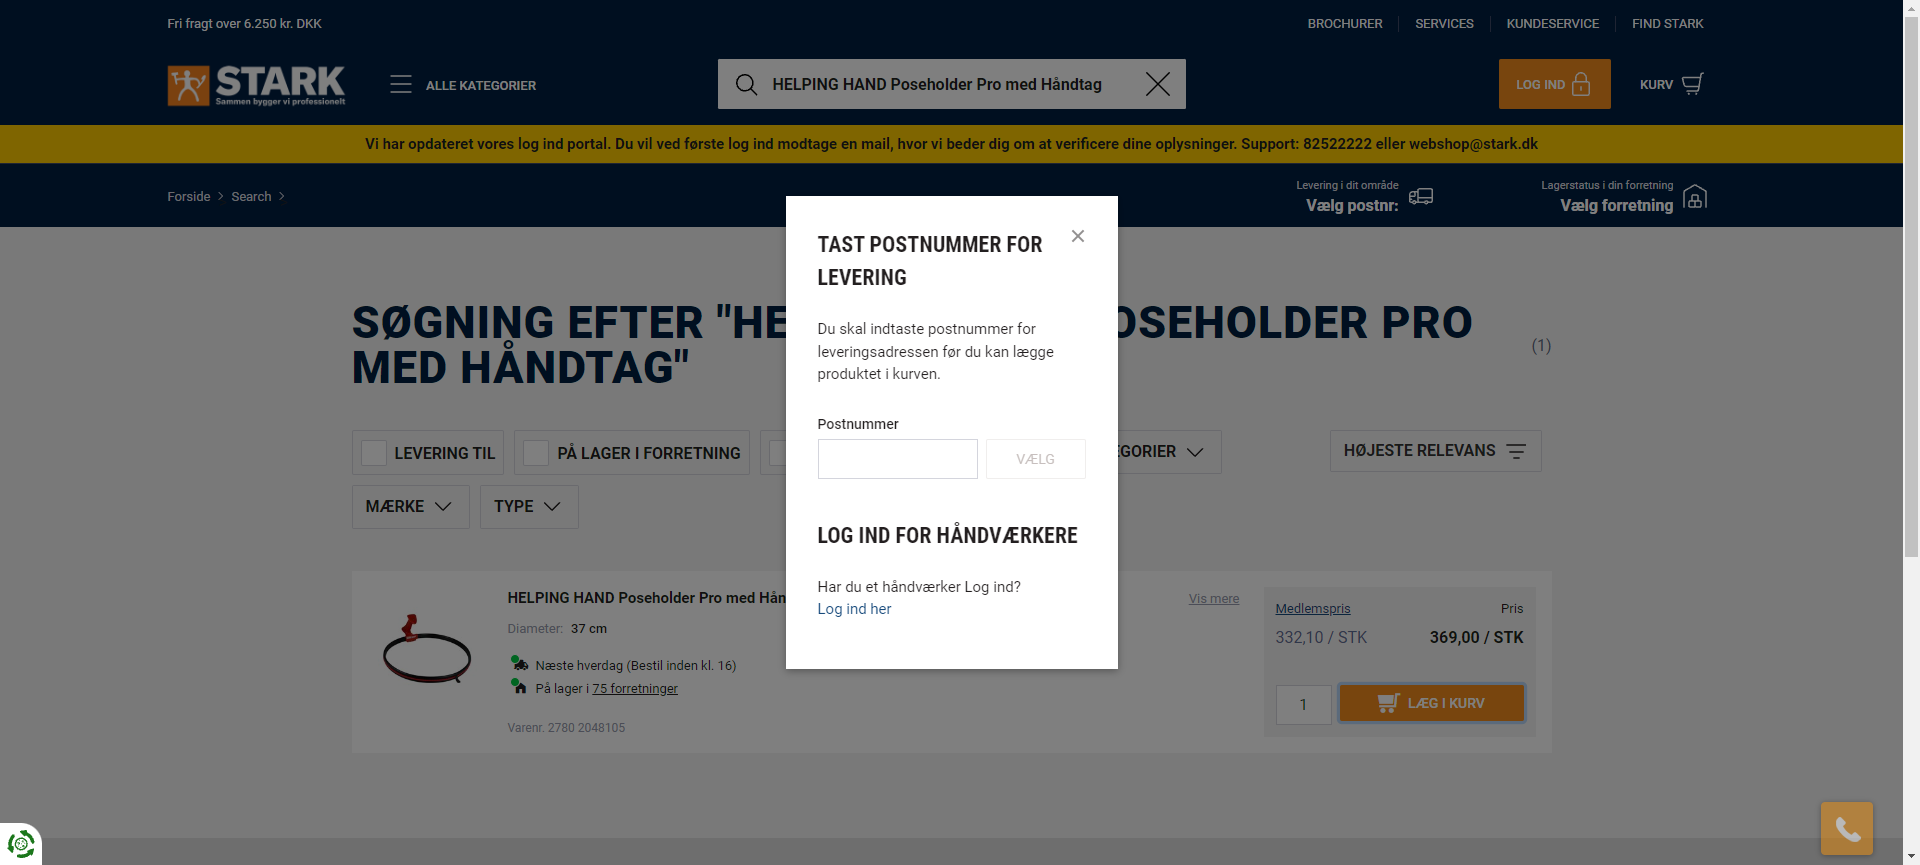 Fri fragt over 6.250 kr. DKK
BROCHURER
SERVICES
KUNDESERVICE
FIND STARK
STARK
Sammen bygger vi professionelt
ALLE KATEGORIER
HELPING HAND Poseholder Pro med Håndtag
LOG IND
KURV
Vi har opdateret vores log ind portal. Du vil ved første log ind modtage en mail, hvor vi beder dig om at verificere dine oplysninger. Support: 82522222 eller webshop@stark.dk
Forside
Search
Levering i dit område
Vælg postnr:
Lagerstatus i din forretning
Vælg forretning
TAST POSTNUMMER FOR
LEVERING
Du skal indtaste postnummer for
leveringsadressen før du kan lægge
produktet i kurven.
Postnummer
VÆLG
LOG IND FOR HÅNDVÆRKERE
Har du et håndværker Log ind?
Log ind her
SØGNING EFTER "HE OSEHOLDER PRO
MED HÅNDTAG"
(1)
LEVERING TIL
PÅ LAGER I FORRETNING
GORIER
HØJESTE RELEVANS
MÆRKE
TYPE
HELPING HAND Poseholder Pro med Hån
Vis mere
Diameter: 37 cm
Næste hverdag (Bestil inden kl. 16)
På lager i 75 forretninger
Varenr. 2780 2048105
Medlemspris
Pris
332,10 / STK
369,00 / STK
1
LÆG I KURV